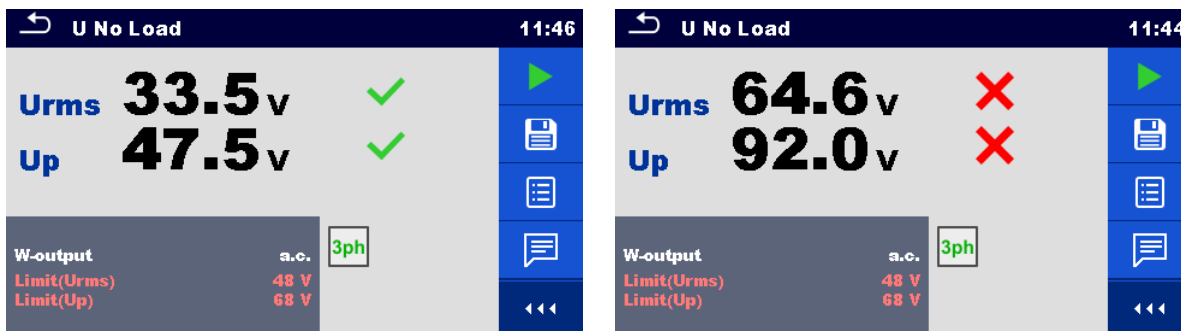 U No Load 11:46
Urms 33.5 V
Up 47.5 V
3ph
W-output a.c.
Limit(Urms) 48 V
Limit(Up) 68 V
U No Load 11:44
Urms 64.6 V
Up 92.0 V
3ph
W-output a.c.
Limit(Urms) 48 V
Limit(Up) 68 V